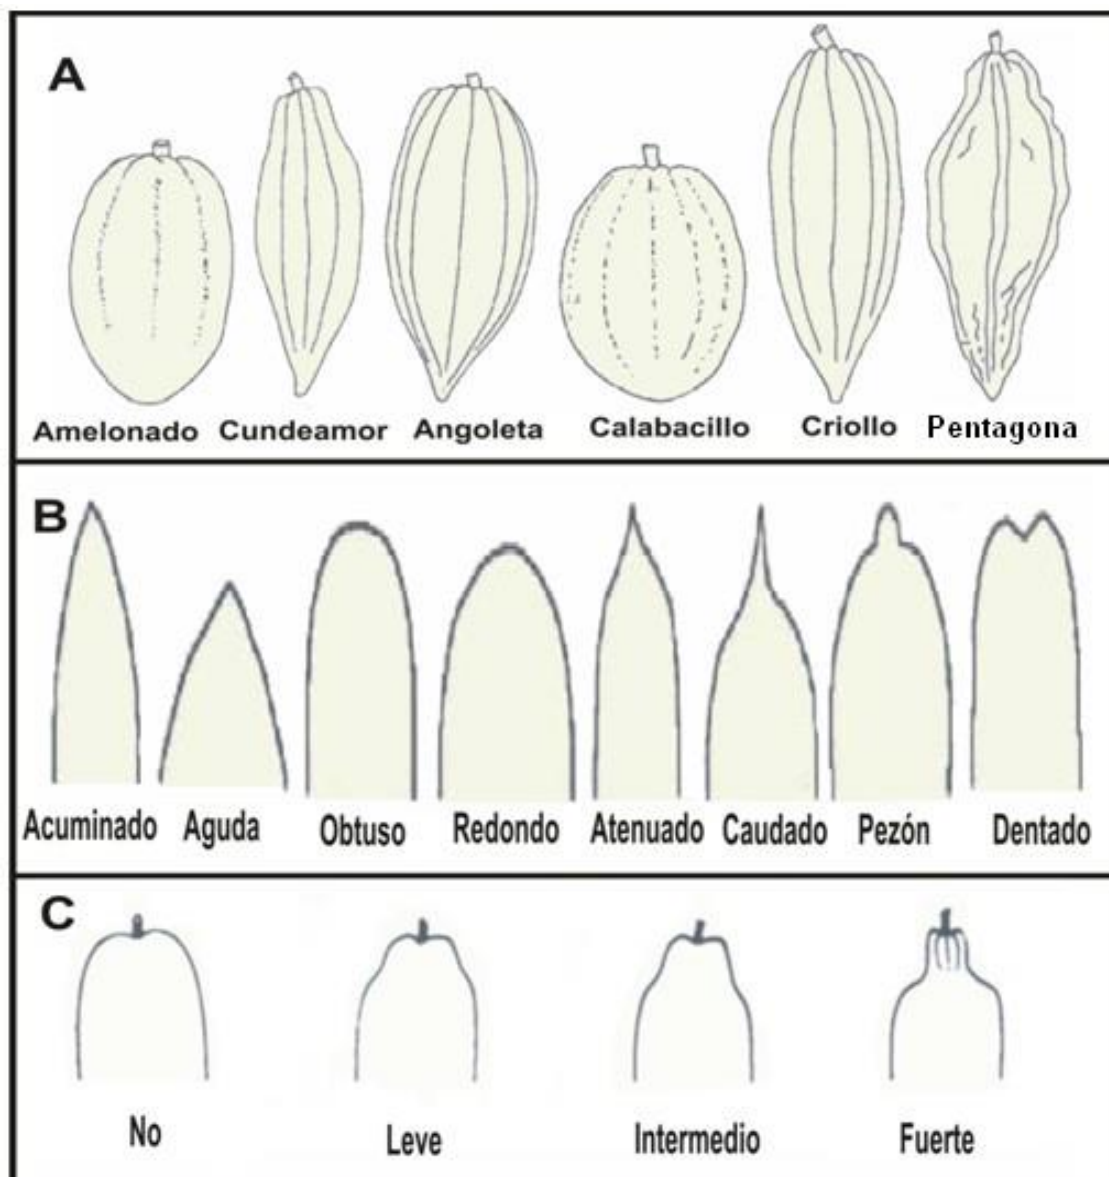 A
Amelonado Cundeamor Angoleta Calabacillo Criollo Pentagona
B
Acuminado Aguda Obtuso Redondo Atenuado Caudado Pezón Dentado
C
No Leve Intermedio Fuerte